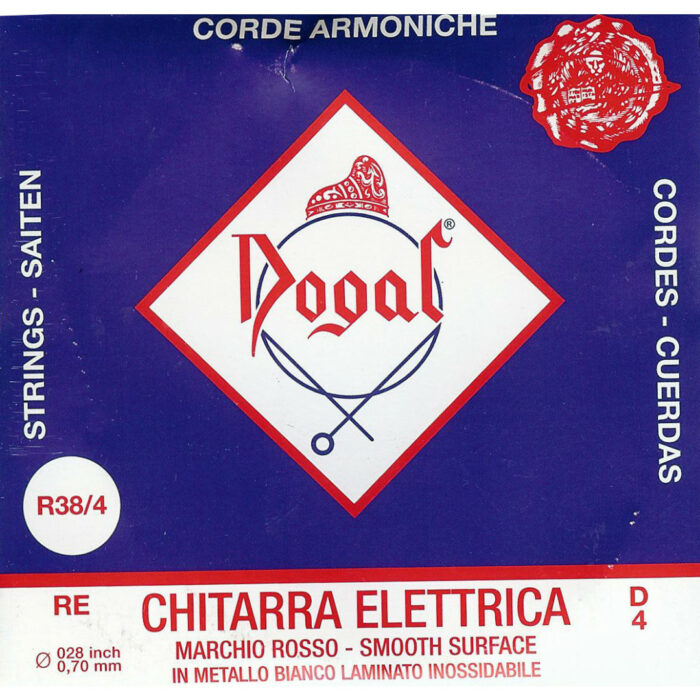 CORDE ARMONICHE
STRINGS - SAITEN
CORDES - CUERDAS
Dogal®
R38/4
RE
CHITARRA ELETTRICA
D
4
MARCHIO ROSSO - SMOOTH SURFACE
Ø 028 inch
0,70 mm
IN METALLO BIANCO LAMINATO INOSSIDABILE